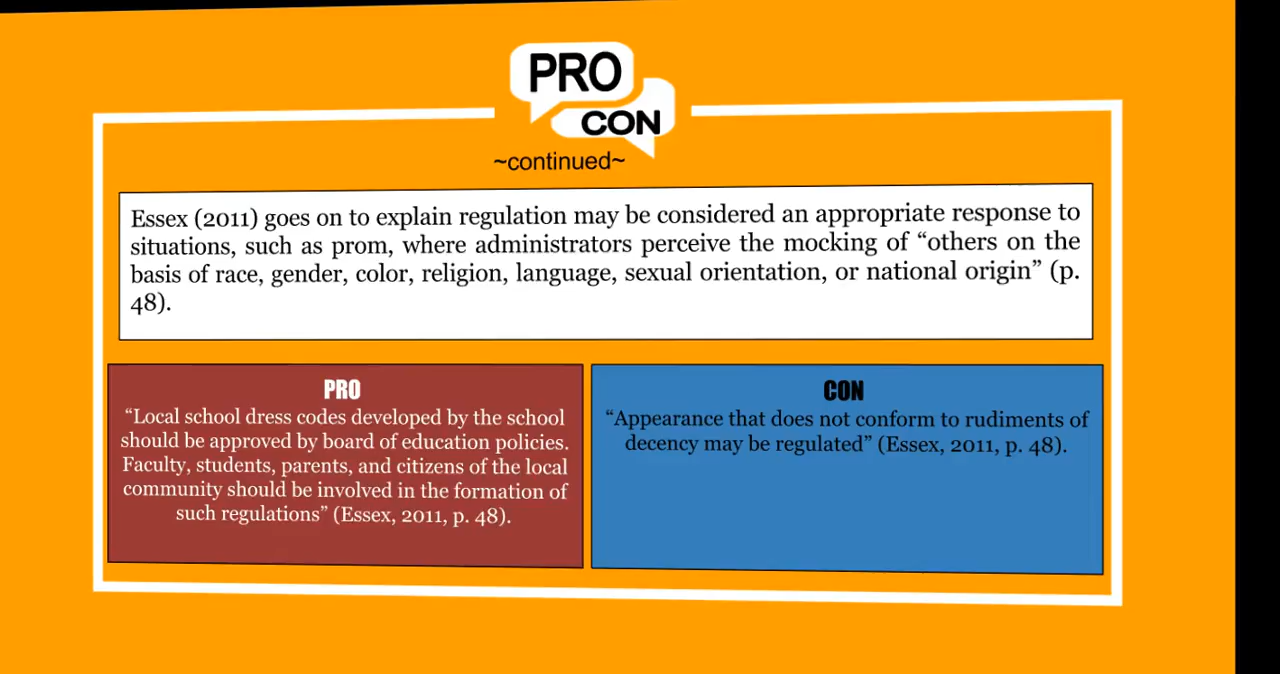 PRO
CON
~continued~
Essex (2011) goes on to explain regulation may be considered an appropriate response to
situations, such as prom, where administrators perceive the mocking of “others on the
basis of race, gender, color, religion, language, sexual orientation, or national origin” (p.
48).
PRO
“Local school dress codes developed by the school
should be approved by board of education policies.
Faculty, students, parents, and citizens of the local
community should be involved in the formation of
such regulations” (Essex, 2011, p. 48).
CON
“Appearance that does not conform to rudiments of
decency may be regulated” (Essex, 2011, p. 48).